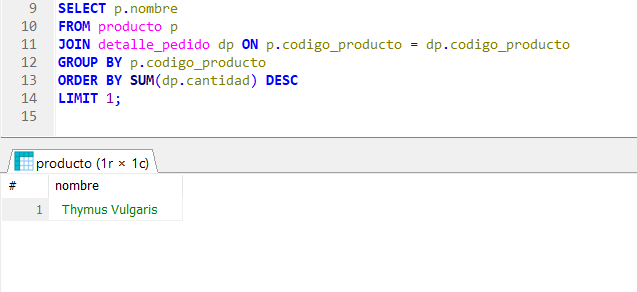 9 SELECT p.nombre
10 FROM producto p
11 JOIN detalle_pedido dp ON p.codigo_producto = dp.codigo_producto
12 GROUP BY p.codigo_producto
13 ORDER BY SUM(dp.cantidad) DESC
14 LIMIT 1;
15
producto (1r × 1c)
# nombre
1 Thymus Vulgaris